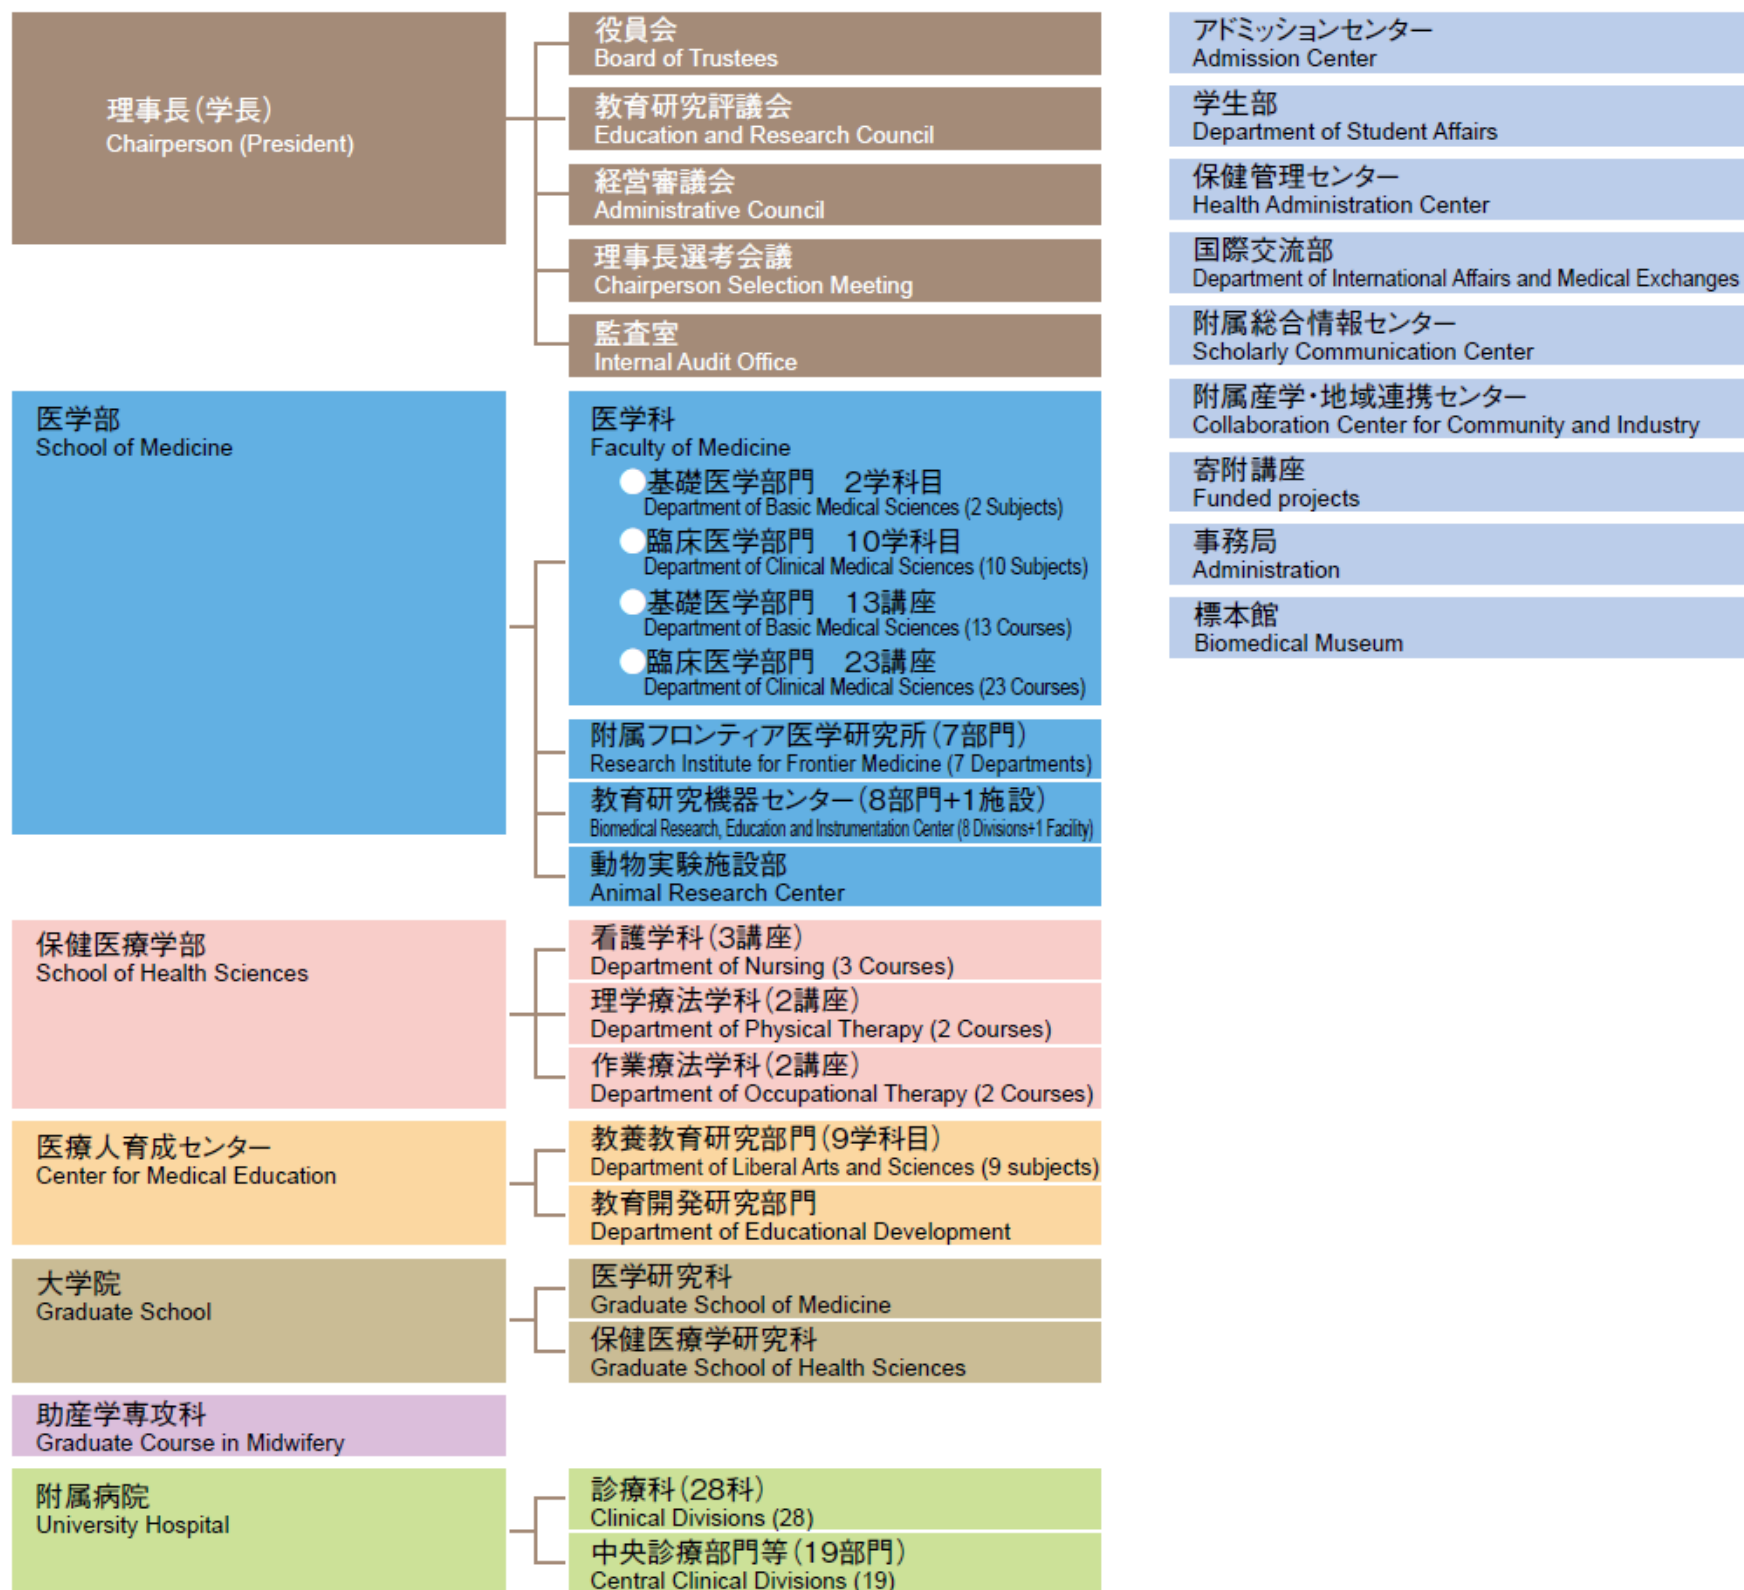 理事長(学長)
Chairperson (President)
役員会
Board of Trustees
教育研究評議会
Education and Research Council
経営審議会
Administrative Council
理事長選考会議
Chairperson Selection Meeting
監査室
Internal Audit Office
医学部
School of Medicine
医学科
Faculty of Medicine
●基礎医学部門 2学科目
Department of Basic Medical Sciences (2 Subjects)
●臨床医学部門 10学科目
Department of Clinical Medical Sciences (10 Subjects)
●基礎医学部門 13講座
Department of Basic Medical Sciences (13 Courses)
●臨床医学部門 23講座
Department of Clinical Medical Sciences (23 Courses)
附属フロンティア医学研究所(7部門)
Research Institute for Frontier Medicine (7 Departments)
教育研究機器センター(8部門+1施設)
Biomedical Research, Education and Instrumentation Center (8 Divisions+1 Facility)
動物実験施設部
Animal Research Center
保健医療学部
School of Health Sciences
看護学科(3講座)
Department of Nursing (3 Courses)
理学療法学科(2講座)
Department of Physical Therapy (2 Courses)
作業療法学科(2講座)
Department of Occupational Therapy (2 Courses)
医療人育成センター
Center for Medical Education
教養教育研究部門(9学科目)
Department of Liberal Arts and Sciences (9 subjects)
教育開発研究部門
Department of Educational Development
大学院
Graduate School
医学研究科
Graduate School of Medicine
保健医療学研究科
Graduate School of Health Sciences
助産学専攻科
Graduate Course in Midwifery
附属病院
University Hospital
診療科(28科)
Clinical Divisions (28)
中央診療部門等(19部門)
Central Clinical Divisions (19)
アドミッションセンター
Admission Center
学生部
Department of Student Affairs
保健管理センター
Health Administration Center
国際交流部
Department of International Affairs and Medical Exchanges
附属総合情報センター
Scholarly Communication Center
附属産学・地域連携センター
Collaboration Center for Community and Industry
寄附講座
Funded projects
事務局
Administration
標本館
Biomedical Museum